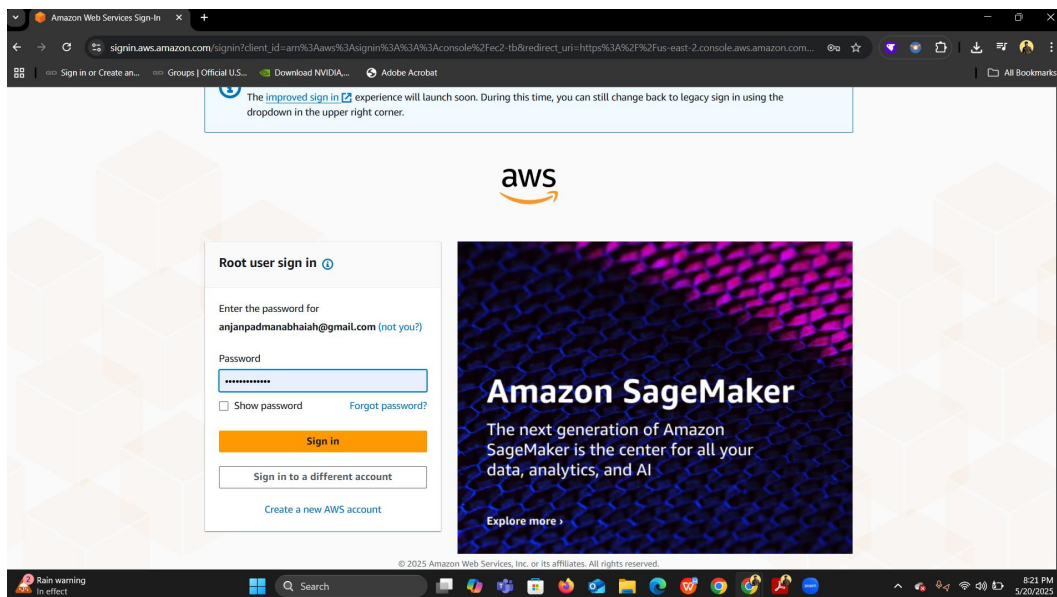 Amazon Web Services Sign-In
signin.aws.amazon.com/signin?client_id=arn%3Aaws%3Asignin%3A%3A%3Aconsole%2Fec2-tb&redirect_uri=https%3A%2F%2Fus-east-2.console.aws.amazon.com...
Sign in or Create an...
Groups | Official U.S...
Download NVIDIA,...
Adobe Acrobat
All Bookmarks
The improved sign in experience will launch soon. During this time, you can still change back to legacy sign in using the
dropdown in the upper right corner.
aws
Root user sign in
Enter the password for
anjanpadmanabhaiah@gmail.com (not you?)
Password
•••••••••••••
Show password
Forgot password?
Sign in
Sign in to a different account
Create a new AWS account
Amazon SageMaker
The next generation of Amazon
SageMaker is the center for all your
data, analytics, and AI
Explore more ›
© 2025 Amazon Web Services, Inc. or its affiliates. All rights reserved.
2
Rain warning
In effect
Search
8:21 PM
5/20/2025